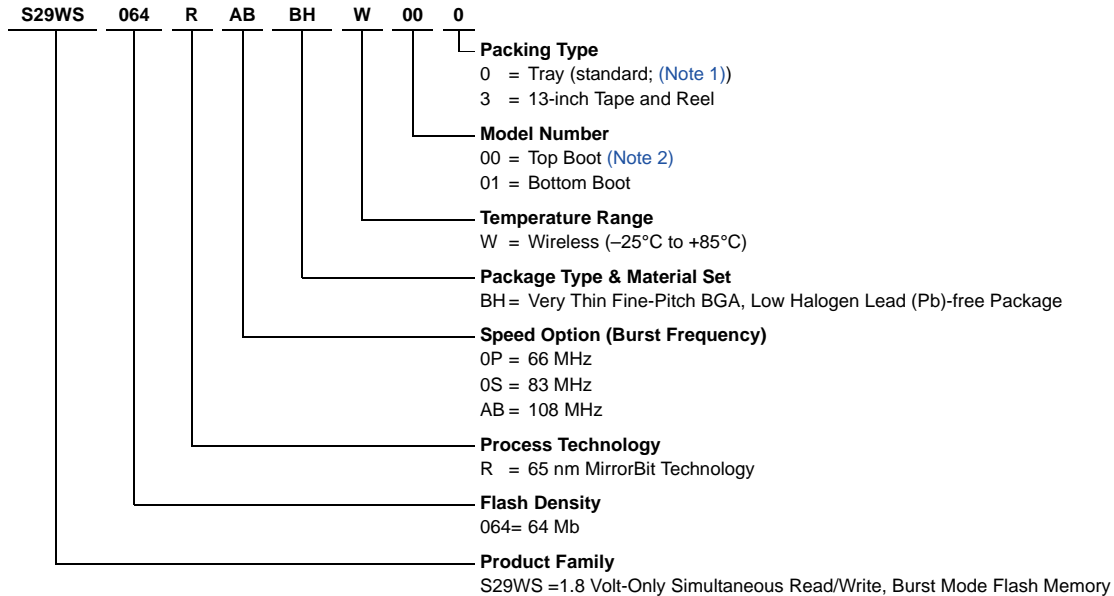 S29WS 064 R AB BH W 00 0
Packing Type
0 = Tray (standard; (Note 1))
3 = 13-inch Tape and Reel
Model Number
00 = Top Boot (Note 2)
01 = Bottom Boot
Temperature Range
W = Wireless (–25°C to +85°C)
Package Type & Material Set
BH = Very Thin Fine-Pitch BGA, Low Halogen Lead (Pb)-free Package
Speed Option (Burst Frequency)
0P = 66 MHz
0S = 83 MHz
AB = 108 MHz
Process Technology
R = 65 nm MirrorBit Technology
Flash Density
064= 64 Mb
Product Family
S29WS =1.8 Volt-Only Simultaneous Read/Write, Burst Mode Flash Memory